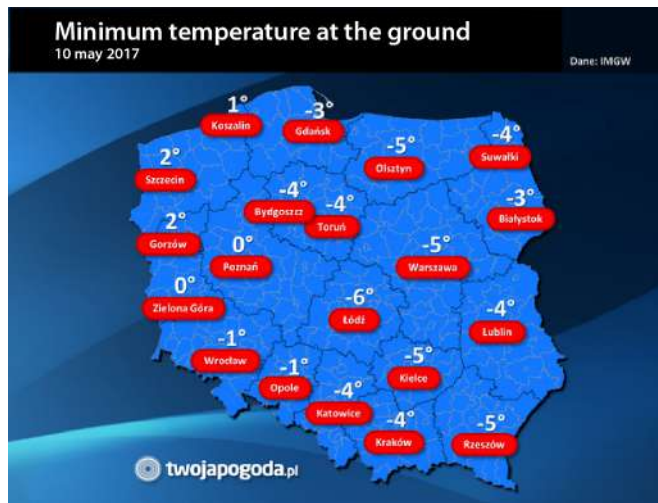 Minimum temperature at the ground
10 may 2017
Dane: IMGW
1°
Koszalin
-3°
Gdańsk
-5°
Olsztyn
-4°
Suwałki
2°
Szczecin
-4°
Bydgoszcz
-4°
Toruń
-3°
Białystok
2°
Gorzów
0°
Poznań
-5°
Warszawa
0°
Zielona Góra
-6°
Łódź
-4°
Lublin
-1°
Wrocław
-1°
Opole
-5°
Kielce
-4°
Katowice
-4°
Kraków
-5°
Rzeszów
twojapogoda.pl